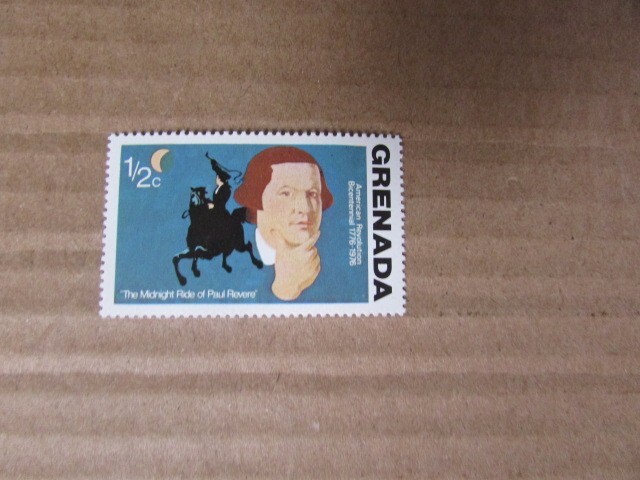 1/2c
GRENADA
American Revolution
Bicentennial 1776-1976
"The Midnight Ride of Paul Revere"